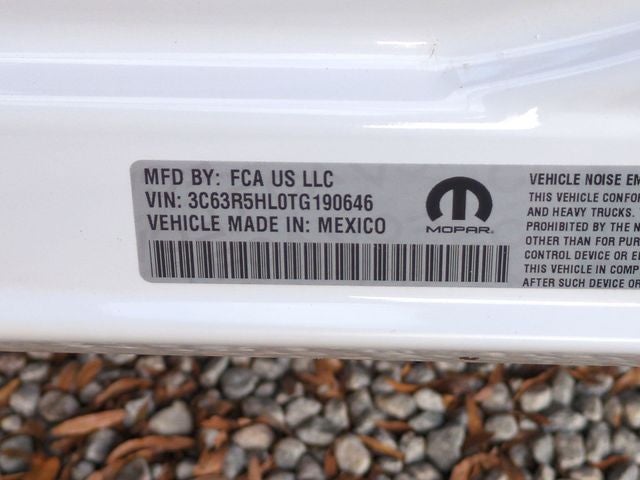 MFD BY: FCA US LLC
VIN: 3C63R5HL0TG190646
VEHICLE MADE IN: MEXICO
MOPAR
VEHICLE NOISE EM
THIS VEHICLE CONFOR
AND HEAVY TRUCKS.
PROHIBITED BY THE N
OTHER THAN FOR PUR
CONTROL DEVICE OR EL
THIS VEHICLE IN COMP
AFTER SUCH DEVICE OR